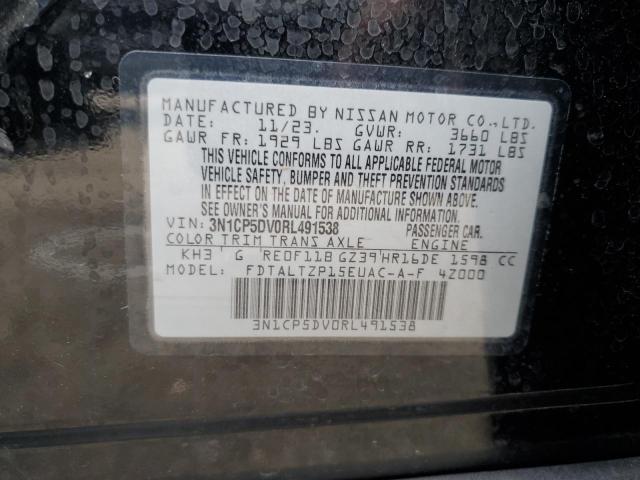 MANUFACTURED BY NISSAN MOTOR CO.,LTD.
DATE: 11/23. GVWR: 3660 LBS
GAWR FR: 1929 LBS GAWR RR: 1731 LBS
THIS VEHICLE CONFORMS TO ALL APPLICABLE FEDERAL MOTOR
VEHICLE SAFETY, BUMPER AND THEFT PREVENTION STANDARDS
IN EFFECT ON THE DATE OF MANUFACTURE SHOWN ABOVE.
SEE OWNER'S MANUAL FOR ADDITIONAL INFORMATION.
VIN: 3N1CP5DV0RL491538 PASSENGER CAR.
COLOR TRIM TRANS AXLE ENGINE
KH3 G RE0F11B GZ39 HR16DE 1598 CC
FDTALTZP15EUAC-A-F 4Z000
3N1CP5DV0RL491538